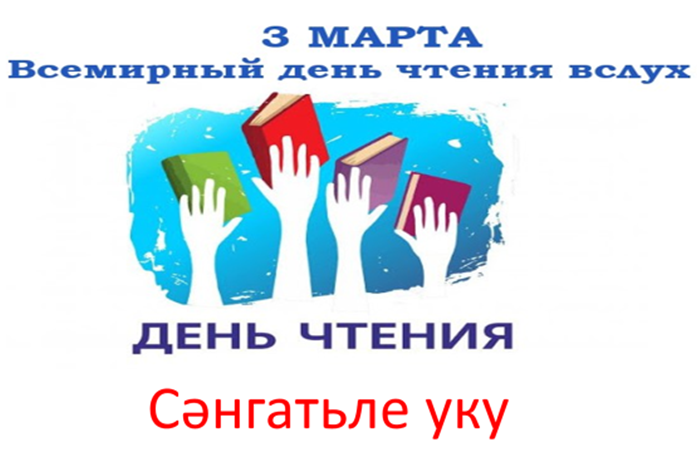 3 МАРТА
Всемирный день чтения вслух
ДЕНЬ ЧТЕНИЯ
Сәнгатьле уку